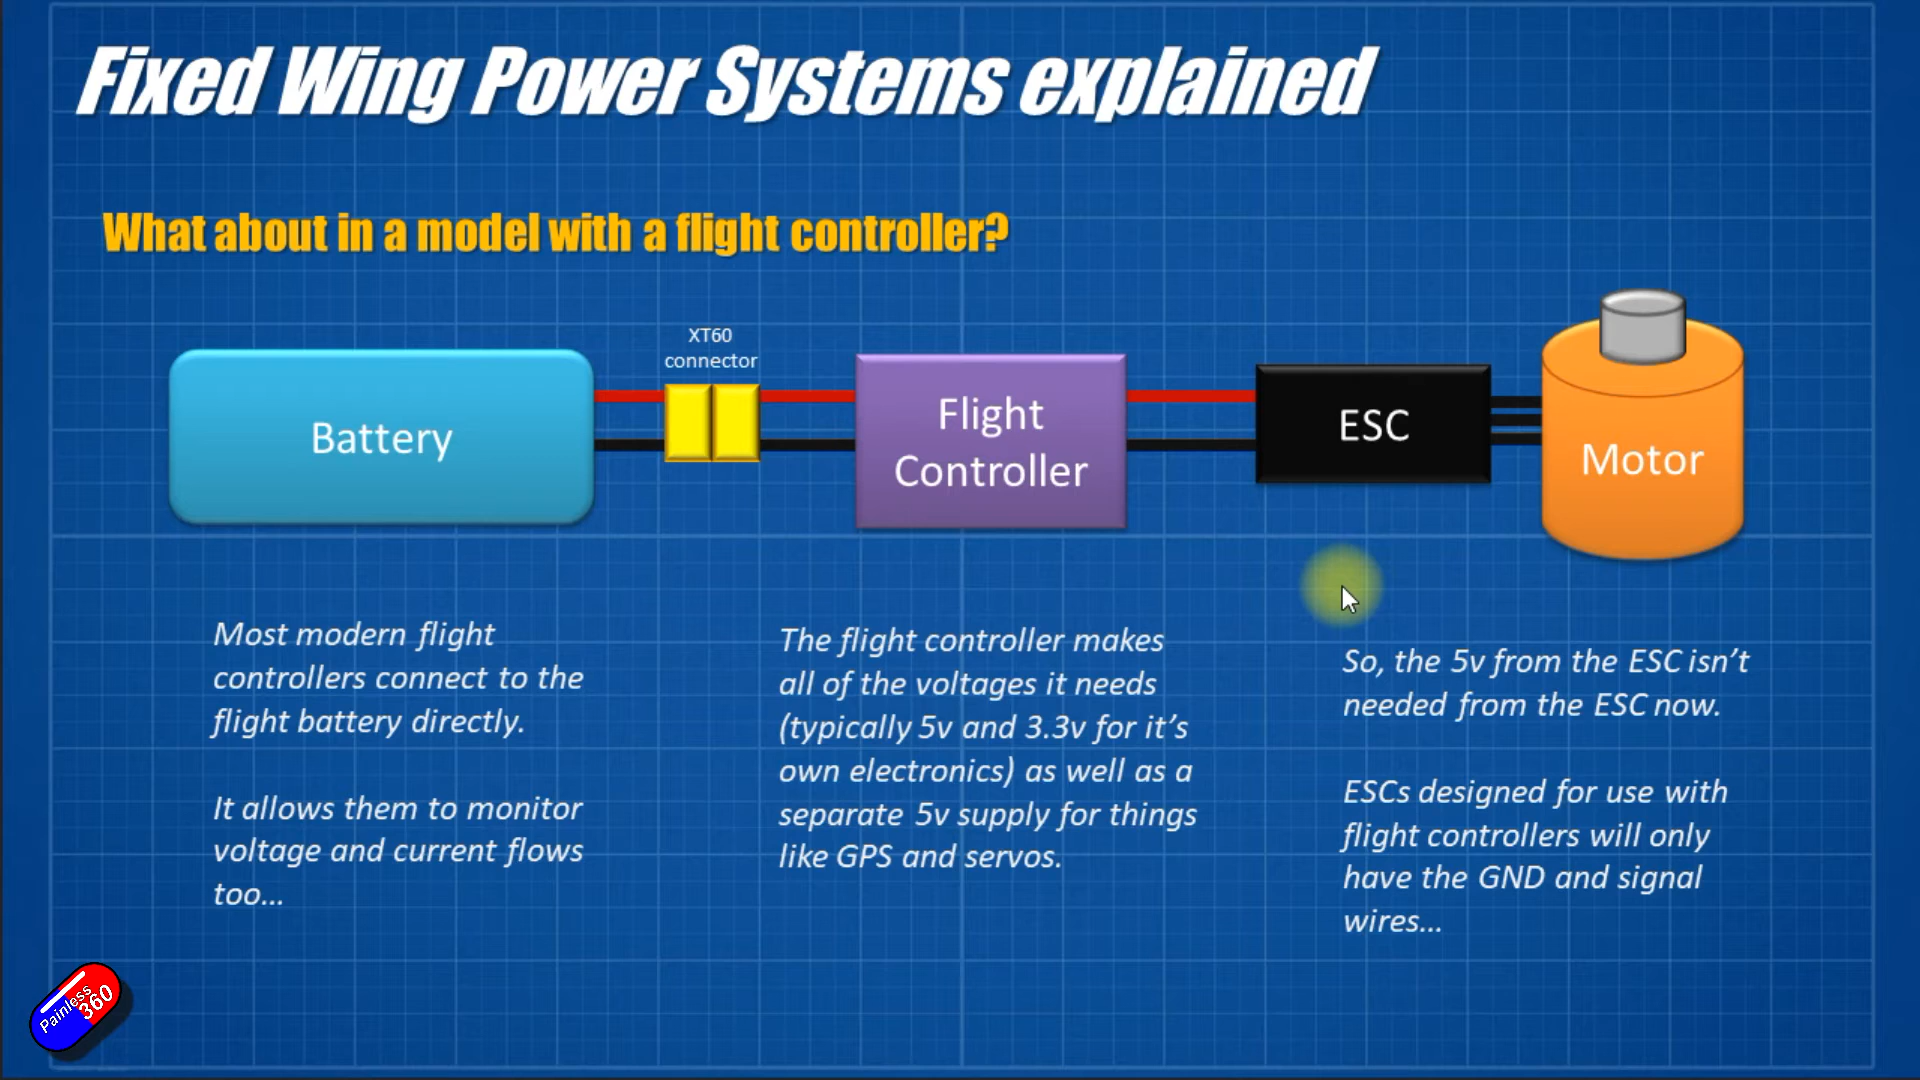 Fixed Wing Power Systems explained
What about in a model with a flight controller?
XT60
connector
Battery
Flight
Controller
ESC
Motor
Most modern flight
controllers connect to the
flight battery directly.
It allows them to monitor
voltage and current flows
too...
The flight controller makes
all of the voltages it needs
(typically 5v and 3.3v for it's
own electronics) as well as a
separate 5v supply for things
like GPS and servos.
So, the 5v from the ESC isn't
needed from the ESC now.
ESCs designed for use with
flight controllers will only
have the GND and signal
wires...
Painless
360